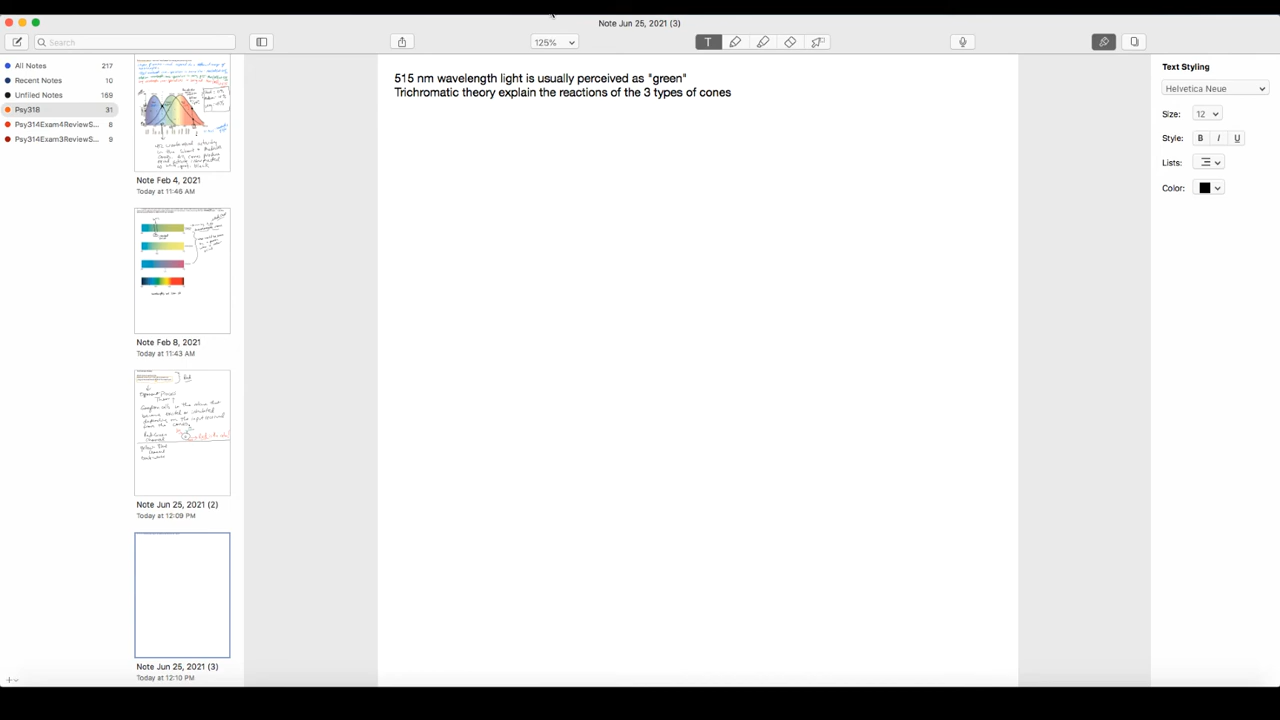 Note Jun 25, 2021 (3)
Search
125%
T
All Notes 217
Recent Notes 10
Unfiled Notes 169
Psy318 31
Psy314Exam4ReviewS... 8
Psy314Exam3ReviewS... 9
Note Feb 4, 2021
Today at 11:46 AM
Note Feb 8, 2021
Today at 11:43 AM
Opponent Process
Theory
Note Jun 25, 2021 (2)
Today at 12:09 PM
Note Jun 25, 2021 (3)
Today at 12:10 PM
515 nm wavelength light is usually perceived as "green"
Trichromatic theory explain the reactions of the 3 types of cones
Text Styling
Helvetica Neue
Size: 12
Style: B I U
Lists:
Color: